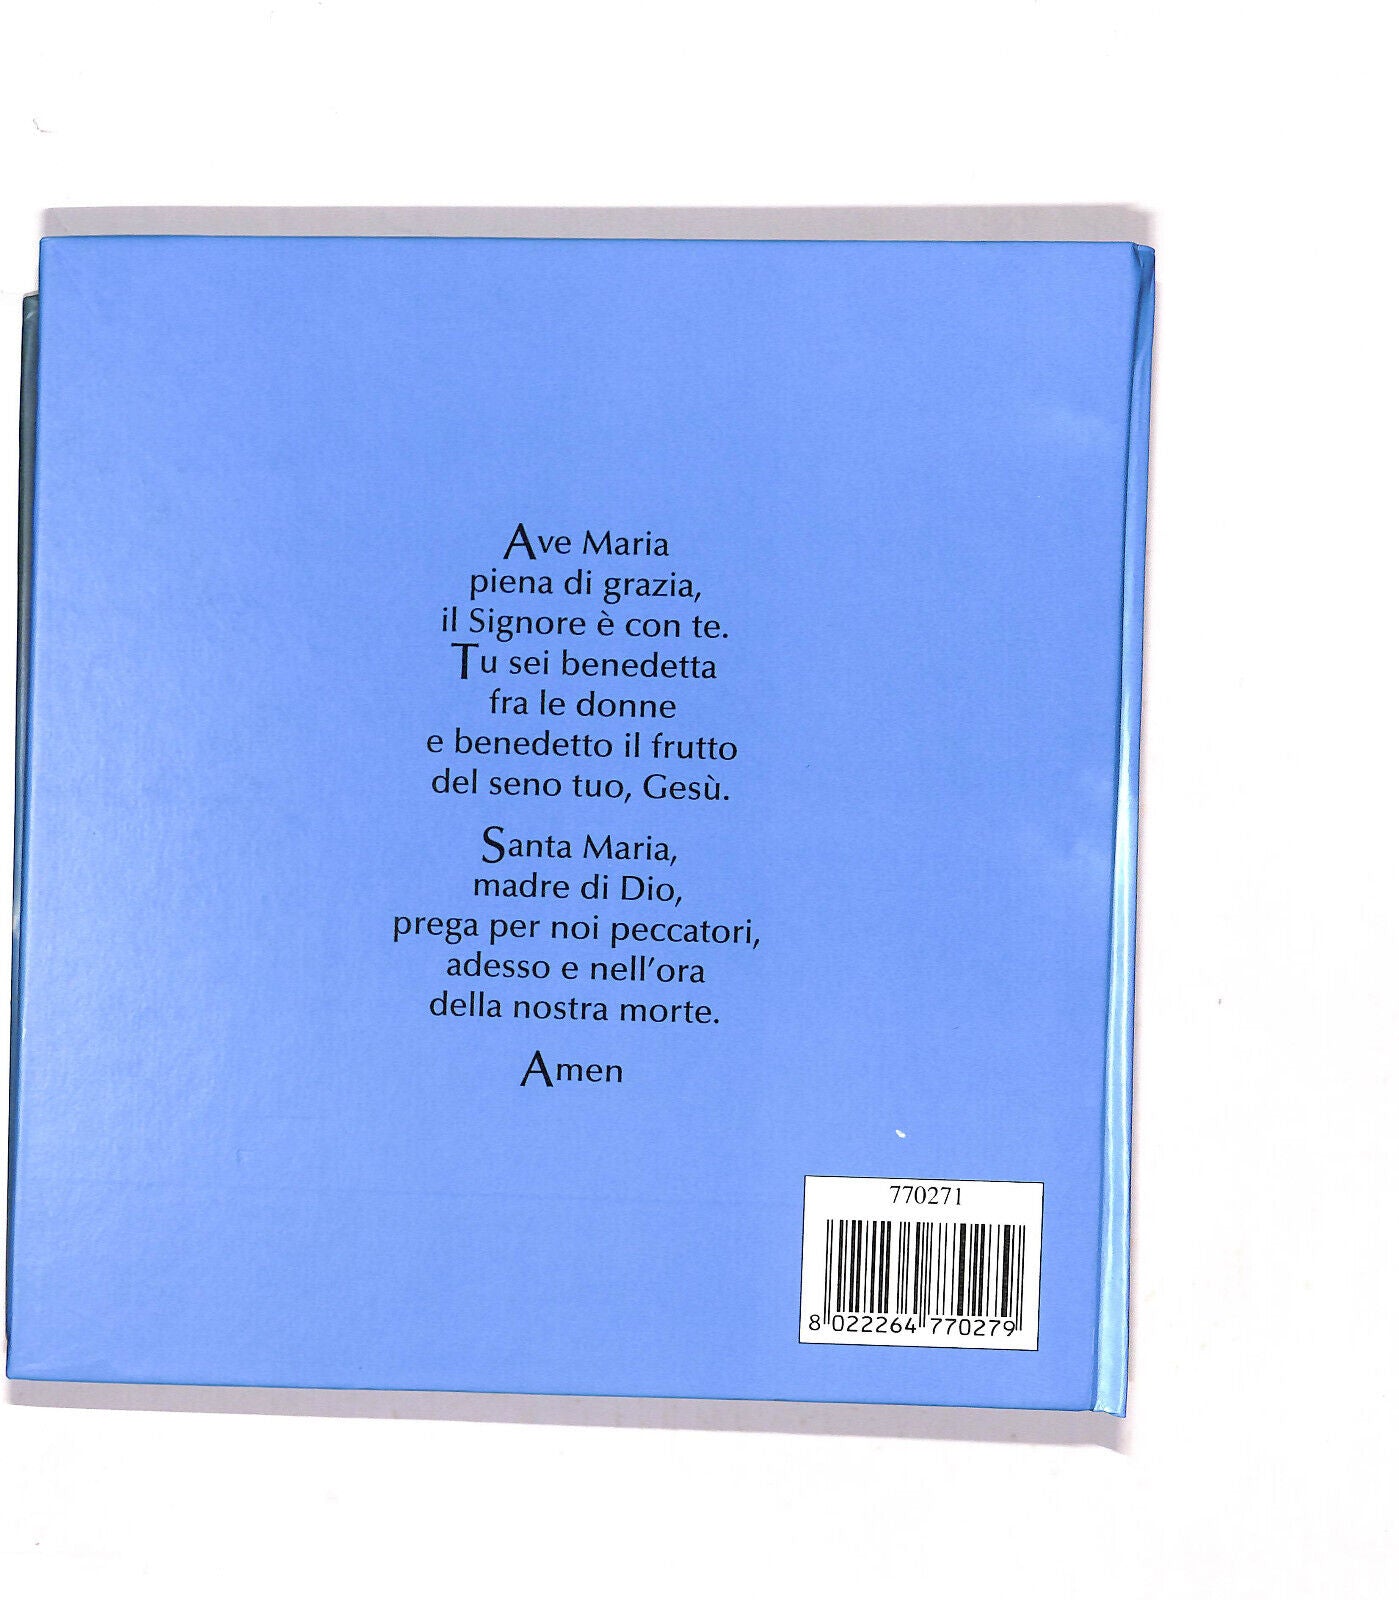 Ave Maria
piena di grazia,
il Signore è con te.
Tu sei benedetta
fra le donne
e benedetto il frutto
del seno tuo, Gesù.
Santa Maria,
madre di Dio,
prega per noi peccatori,
adesso e nell'ora
della nostra morte.
Amen
770271
8 022264 770279